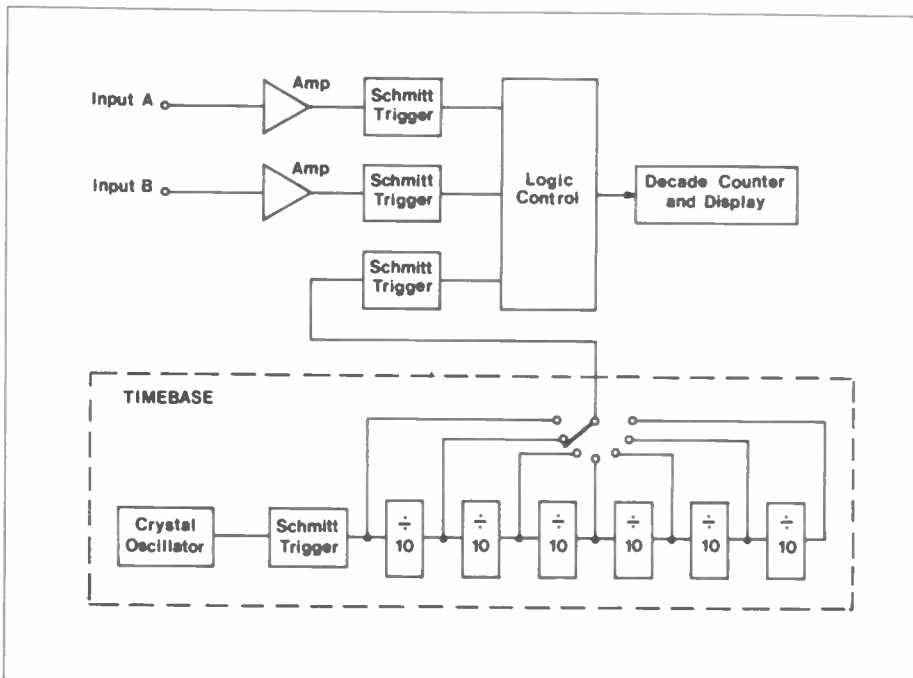 Amp
Input A
Schmitt
Trigger
Amp
Input B
Schmitt
Trigger
Logic
Control
Decade Counter
and Display
Schmitt
Trigger
TIMEBASE
Crystal
Oscillator
Schmitt
Trigger
÷
10
÷
10
÷
10
÷
10
÷
10
÷
10